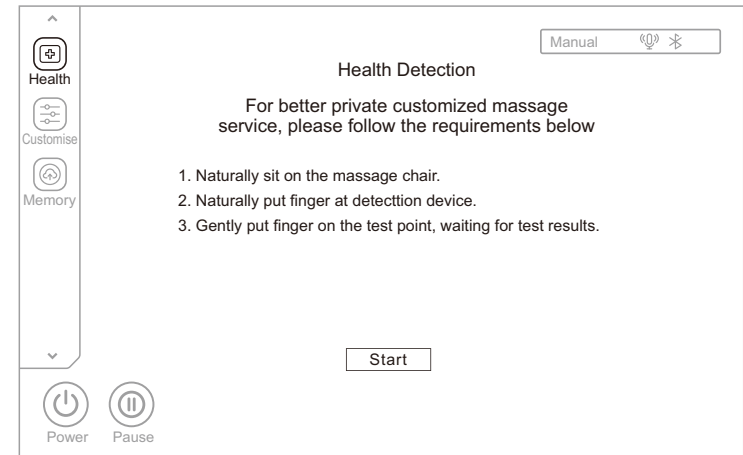 Manual
Health
Customise
Memory
Health Detection
For better private customized massage
service, please follow the requirements below
1. Naturally sit on the massage chair.
2. Naturally put finger at detecttion device.
3. Gently put finger on the test point, waiting for test results.
Start
Power
Pause